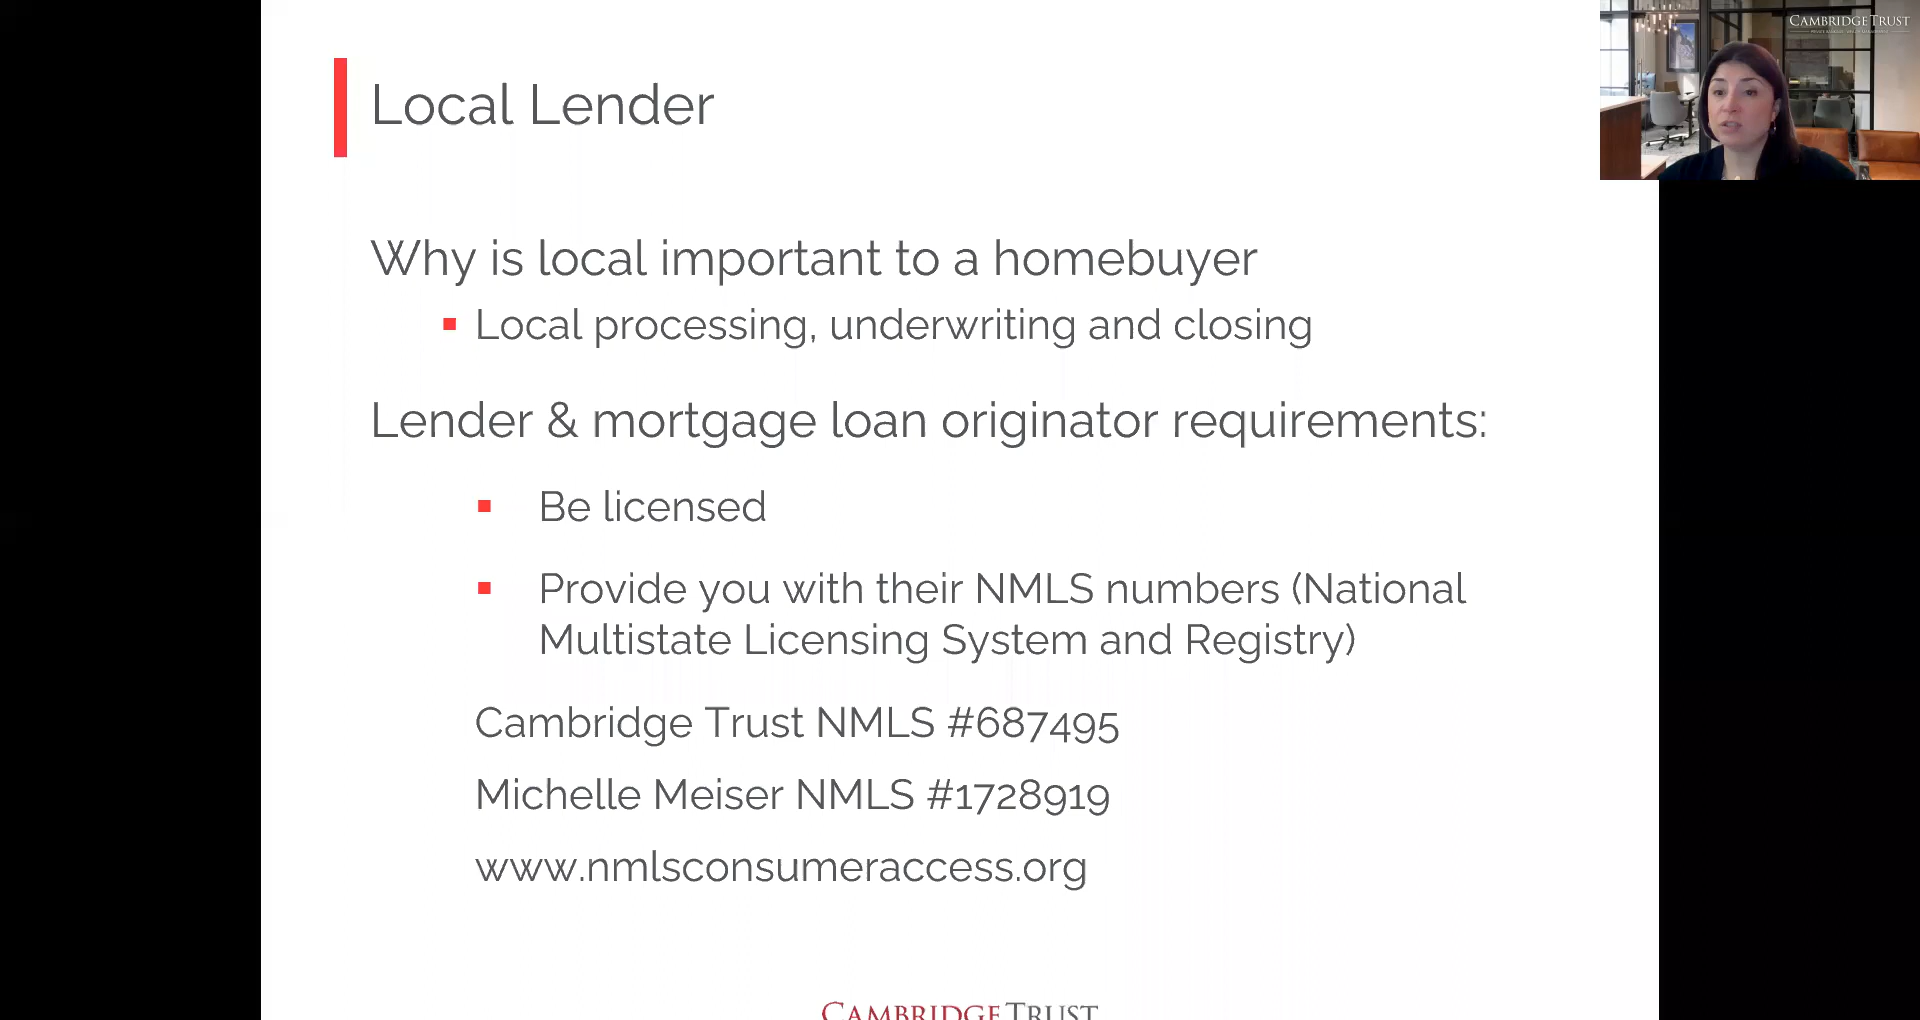 Local Lender
CAMBRIDGE TRUST
Why is local important to a homebuyer
Local processing, underwriting and closing
Lender & mortgage loan originator requirements:
Be licensed
Provide you with their NMLS numbers (National
Multistate Licensing System and Registry)
Cambridge Trust NMLS #687495
Michelle Meiser NMLS #1728919
www.nmlsconsumeraccess.org
CAMBRIDGE TRUST